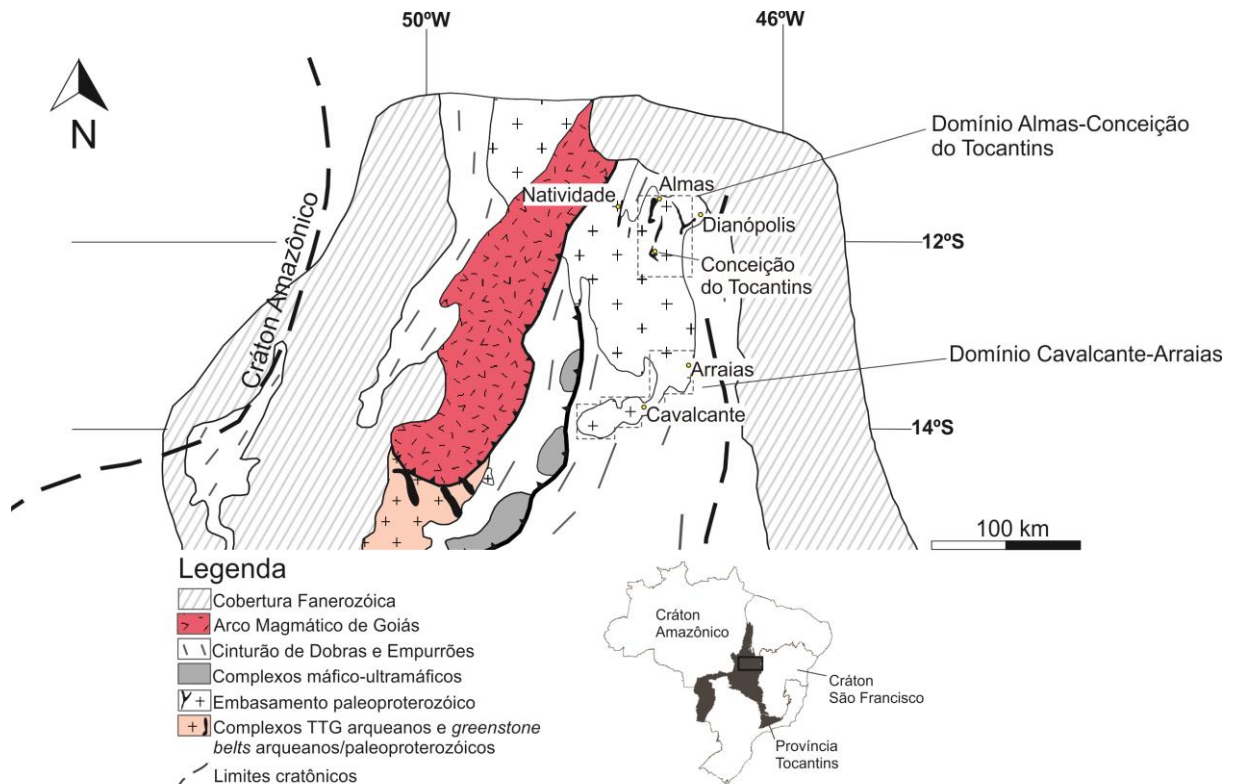 50ºW
46ºW
N
Domínio Almas-Conceição
do Tocantins
Almas
Natividade
Dianópolis
12ºS
Conceição
do Tocantins
Cráton Amazônico
Domínio Cavalcante-Arraias
Arraias
Cavalcante
14ºS
100 km
Legenda
Cobertura Fanerozóica
Arco Magmático de Goiás
Cinturão de Dobras e Empurrões
Complexos máfico-ultramáficos
Embasamento paleoproterozóico
Complexos TTG arqueanos e greenstone
belts arqueanos/paleoproterozóicos
Limites cratônicos
Cráton
Amazônico
Cráton
São Francisco
Província
Tocantins